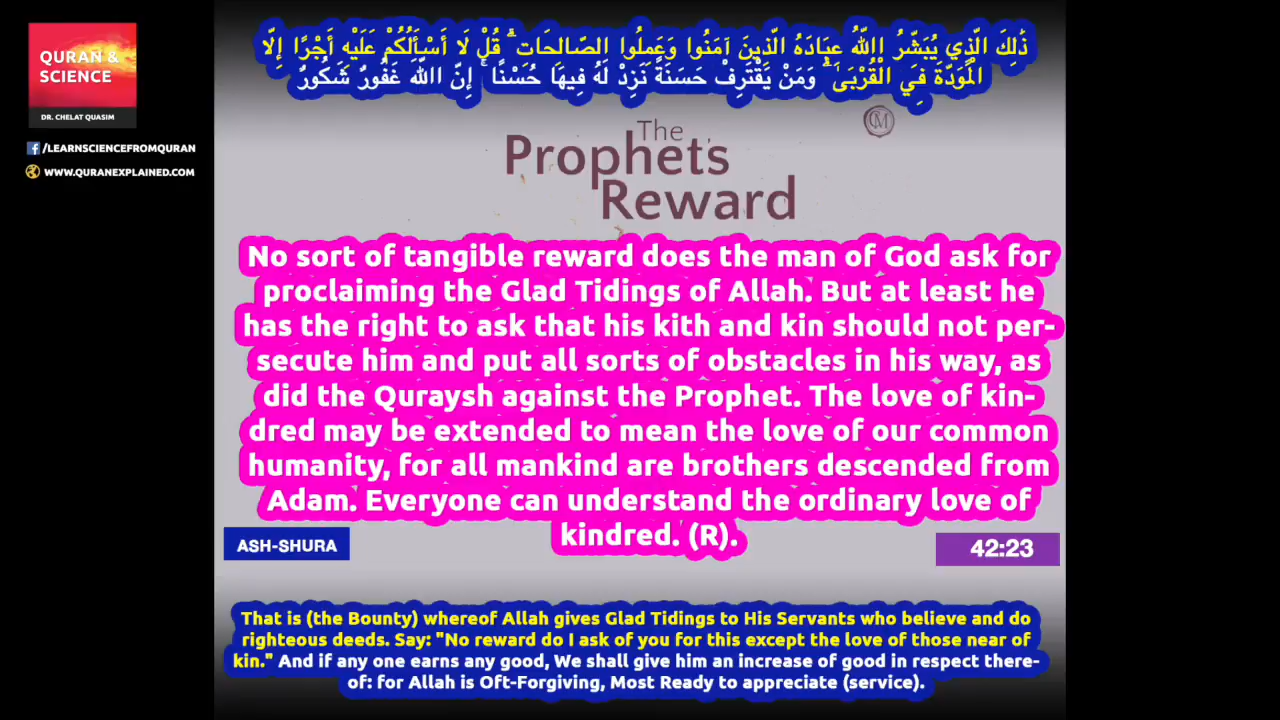 QURAN &
SCIENCE
DR. CHELAT QUASIM
/LEARNSCIENCEFROMQURAN
WWW.QURANEXPLAINED.COM
ذَٰلِكَ الَّذِي يُبَشِّرُ اللَّهُ عِبَادَهُ الَّذِينَ آمَنُوا وَعَمِلُوا الصَّالِحَاتِ ۗ قُلْ لَا أَسْأَلُكُمْ عَلَيْهِ أَجْرًا إِلَّا
الْمَوَدَّةَ فِي الْقُرْبَىٰ ۗ وَمَنْ يَقْتَرِفْ حَسَنَةً نَزِدْ لَهُ فِيهَا حُسْنًا ۚ إِنَّ اللَّهَ غَفُورٌ شَكُورٌ
The
Prophet's
Reward
CM
No sort of tangible reward does the man of God ask for
proclaiming the Glad Tidings of Allah. But at least he
has the right to ask that his kith and kin should not per-
secute him and put all sorts of obstacles in his way, as
did the Quraysh against the Prophet. The love of kin-
dred may be extended to mean the love of our common
humanity, for all mankind are brothers descended from
Adam. Everyone can understand the ordinary love of
kindred. (R).
ASH-SHURA
42:23
That is (the Bounty) whereof Allah gives Glad Tidings to His Servants who believe and do
righteous deeds. Say: "No reward do I ask of you for this except the love of those near of
kin." And if any one earns any good, We shall give him an increase of good in respect there-
of: for Allah is Oft-Forgiving, Most Ready to appreciate (service).